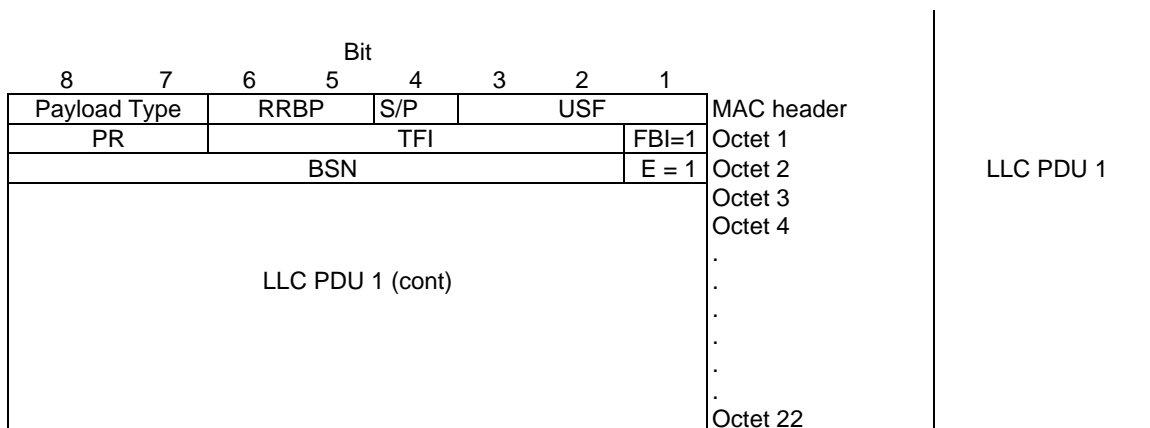 Bit
8 7 6 5 4 3 2 1
Payload Type RRBP S/P USF MAC header
PR TFI FBI=1 Octet 1
BSN E = 1 Octet 2 LLC PDU 1
Octet 3
Octet 4
.
LLC PDU 1 (cont) .
.
.
.
.
Octet 22